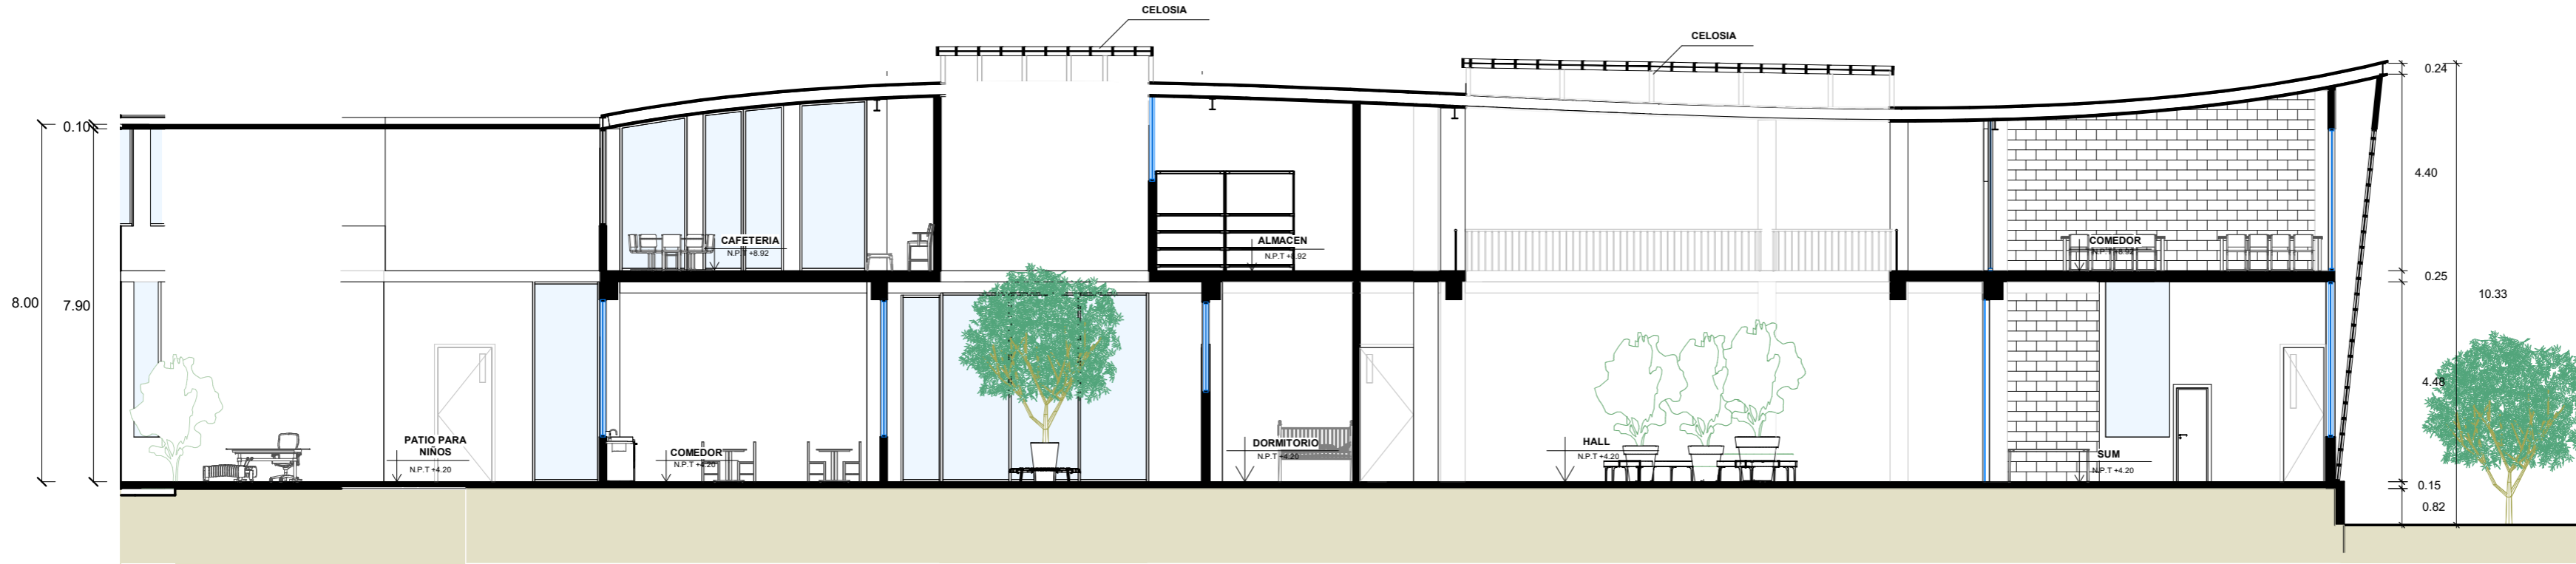 CELOSIA
CELOSIA
0.24
0.10
4.40
CAFETERIA
N.P.T +8.92
ALMACEN
N.P.T +8.92
COMEDOR
N.P.T +8.92
0.25
8.00
7.90
10.33
4.48
PATIO PARA
NIÑOS
N.P.T +4.20
COMEDOR
N.P.T +4.20
DORMITORIO
N.P.T +4.20
HALL
N.P.T +4.20
SUM
N.P.T +4.20
0.15
0.82